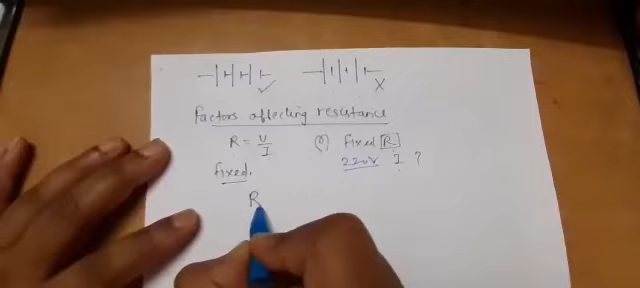 Factors affecting resistance
R = V/I (?) Fixed [R]
fixed. 220V I ?
R